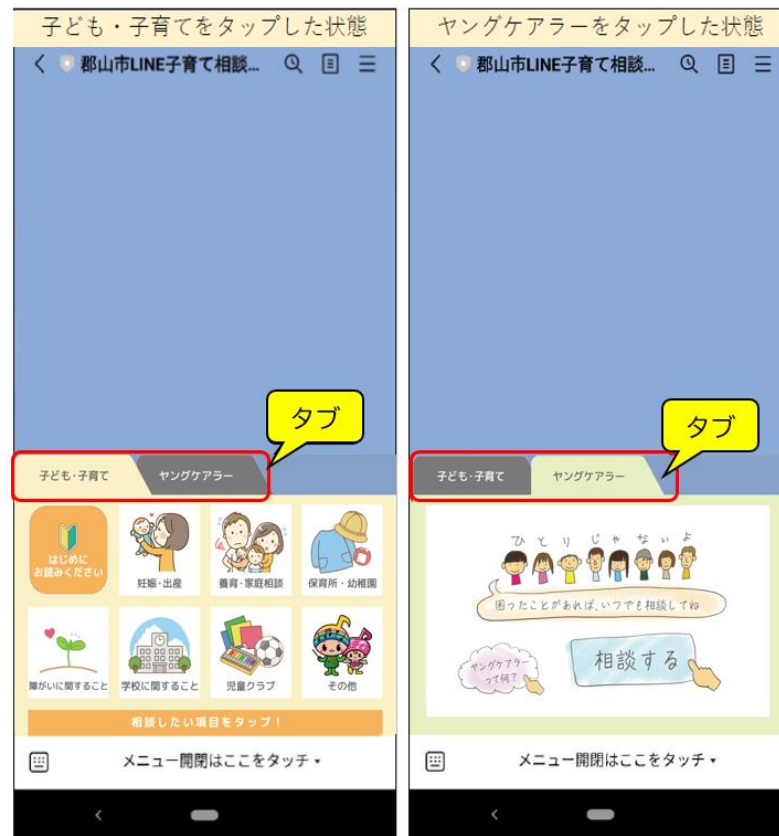 子ども・子育てをタップした状態
郡山市LINE子育て相談...
タブ
子ども・子育て
ヤングケアラー
はじめに
お読みください
妊娠・出産
養育・家庭相談
保育所・幼稚園
障がいに関すること
学校に関すること
児童クラブ
その他
相談したい項目をタップ！
メニュー開閉はここをタッチ▾
ヤングケアラーをタップした状態
郡山市LINE子育て相談...
タブ
子ども・子育て
ヤングケアラー
ひとりじゃないよ
困ったことがあれば、いつでも相談してね
ヤングケアラー
って何？
相談する
メニュー開閉はここをタッチ▾